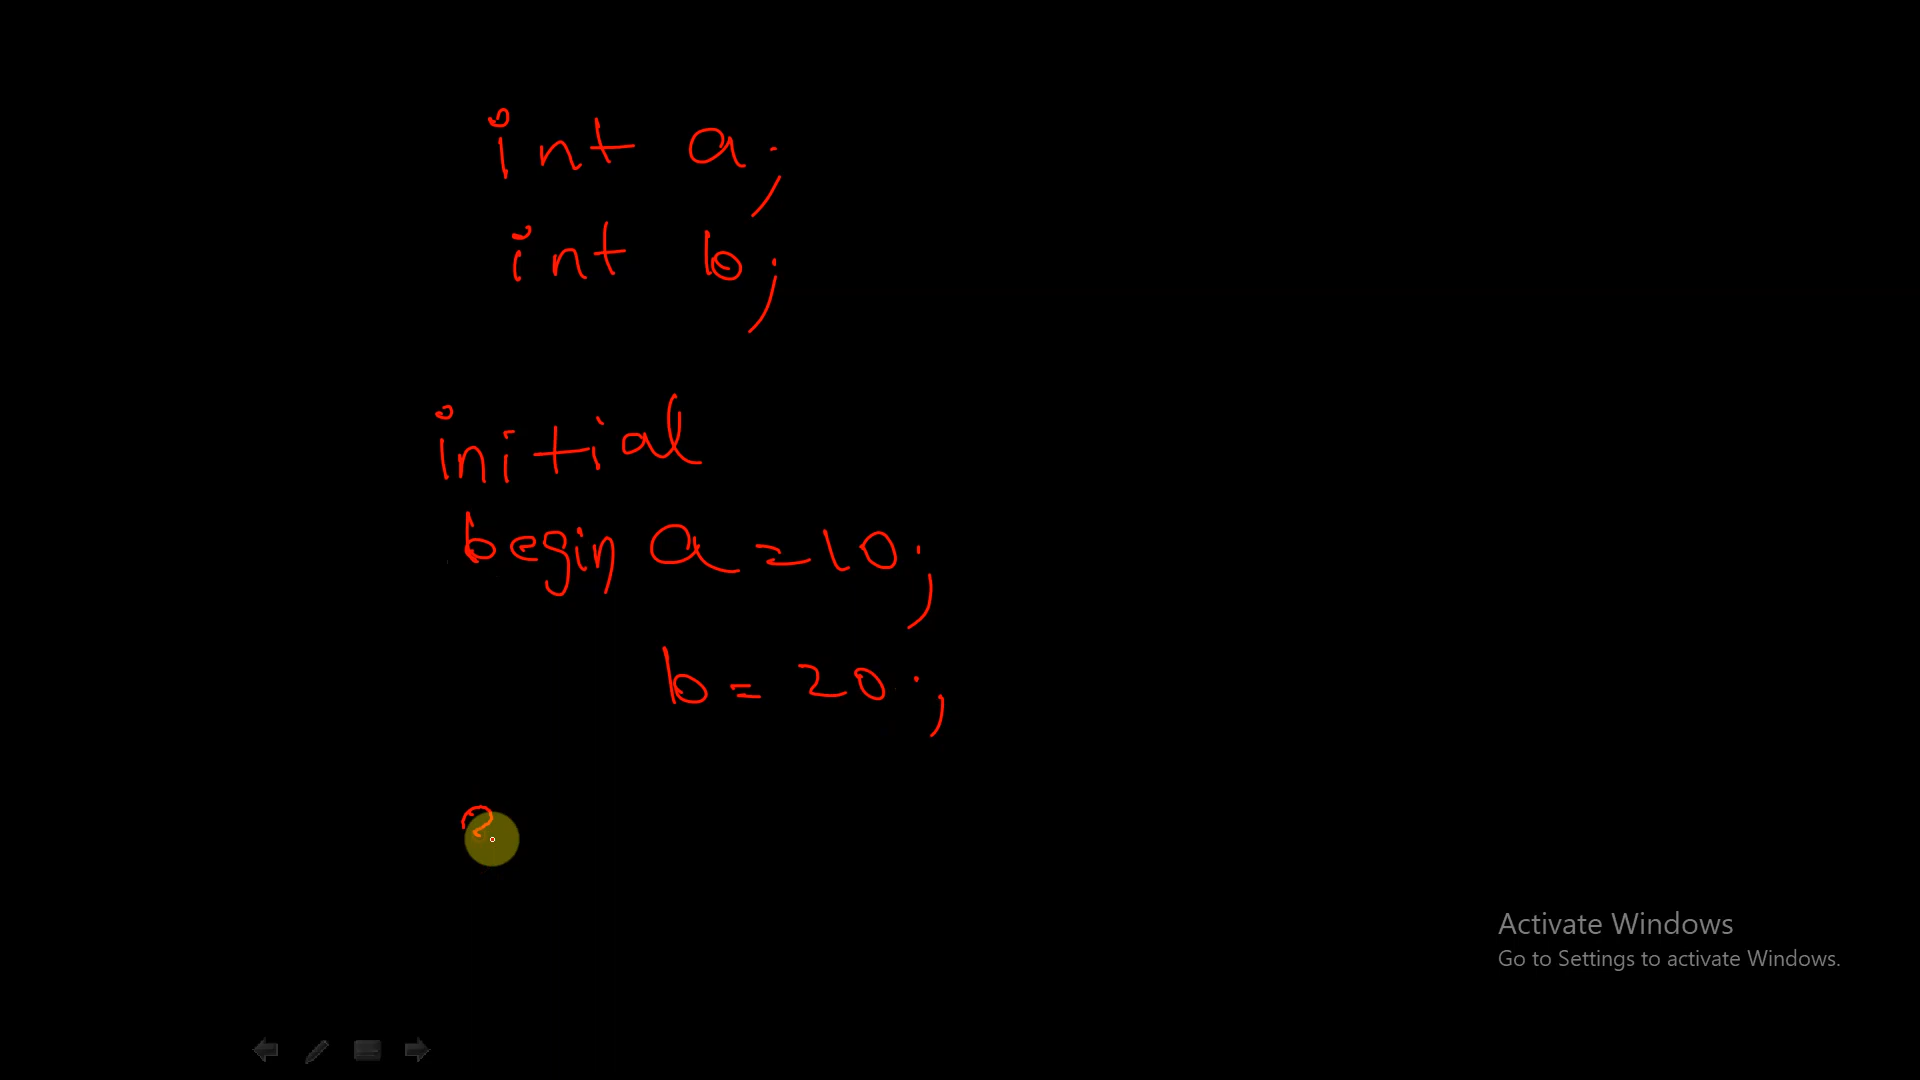 int a;
int b;
initial
begin a=10;
b = 20;
Activate Windows
Go to Settings to activate Windows.